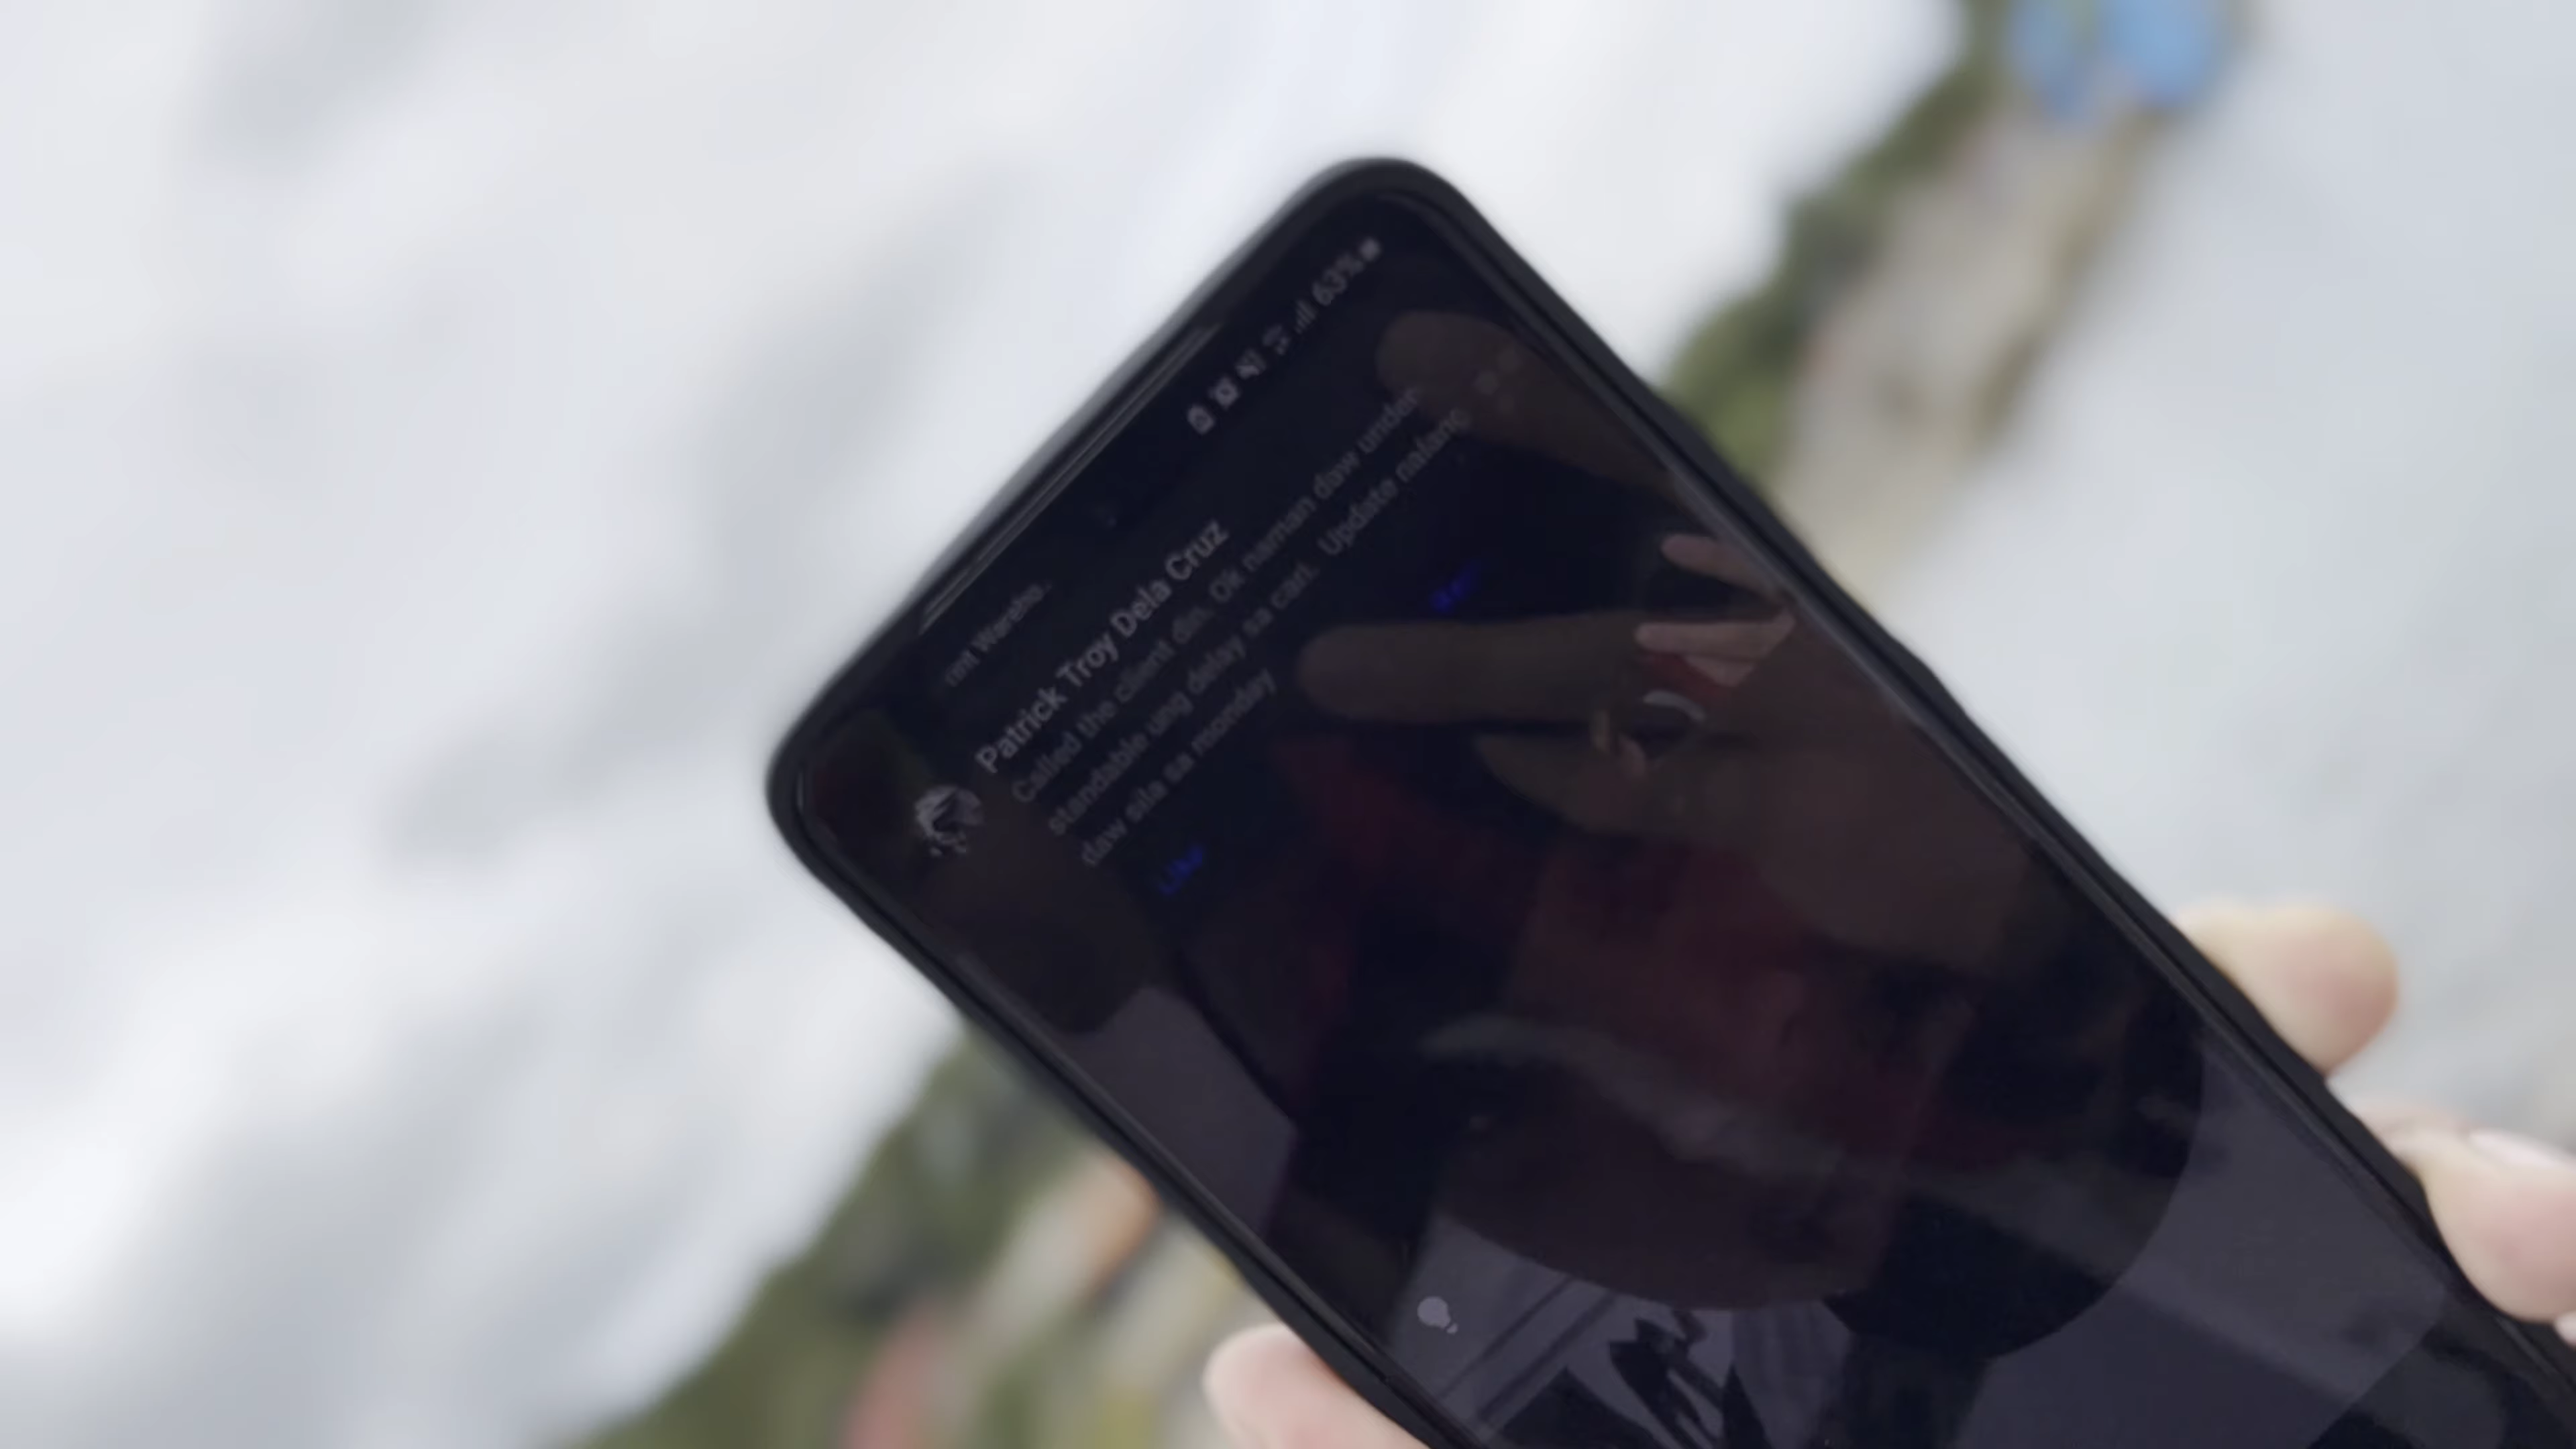 63%
Patrick Troy Dela Cruz
Called the client din. Ok naman daw under
standable ung delay sa cart. Update nalang
daw sila sa monday